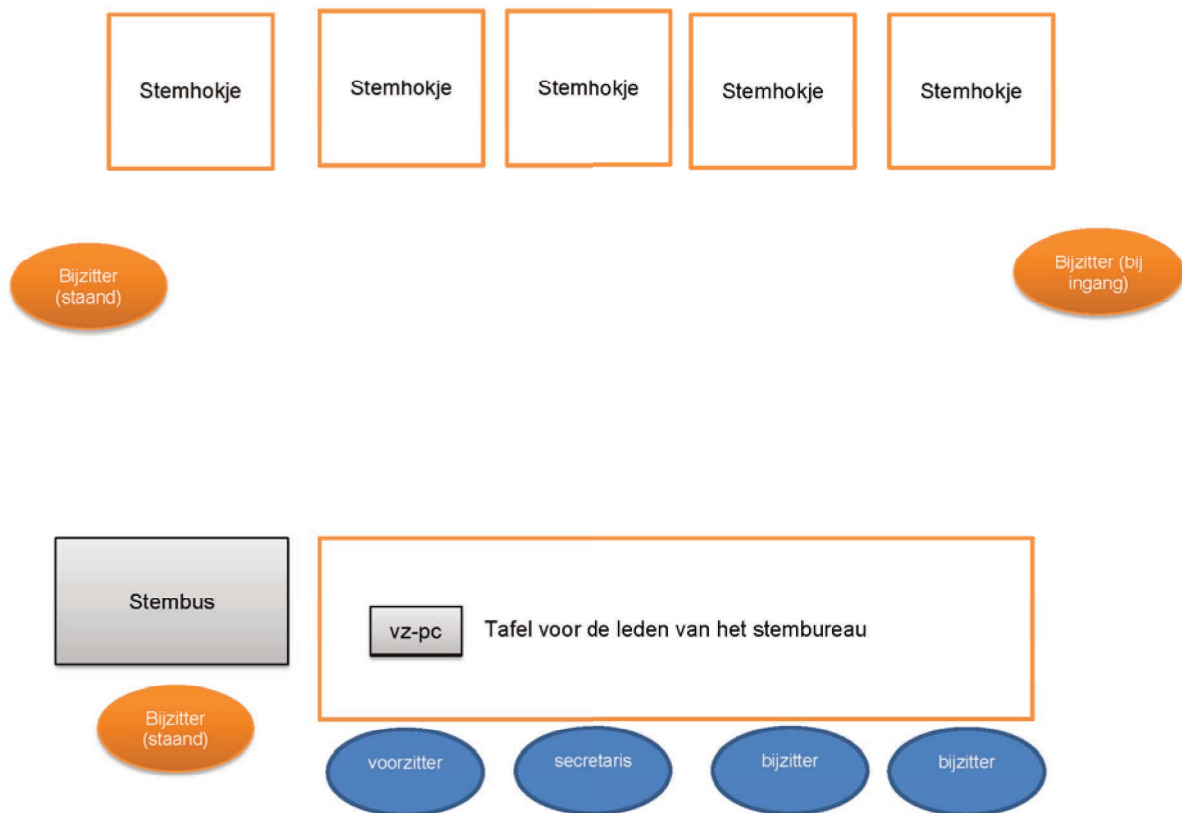 Stemhokje
Stemhokje
Stemhokje
Stemhokje
Stemhokje
Bijzitter
(staand)
Bijzitter (bij
ingang)
Stembus
vz-pc
Tafel voor de leden van het stembureau
Bijzitter
(staand)
voorzitter
secretaris
bijzitter
bijzitter